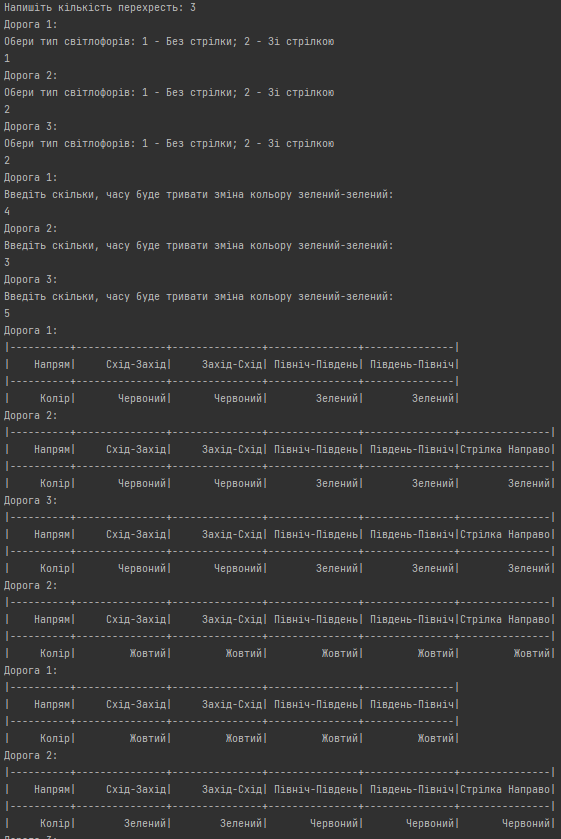 Напишіть кількість перехресть: 3
Дорога 1:
Обери тип світлофорів: 1 - Без стрілки; 2 - Зі стрілкою
1
Дорога 2:
Обери тип світлофорів: 1 - Без стрілки; 2 - Зі стрілкою
2
Дорога 3:
Обери тип світлофорів: 1 - Без стрілки; 2 - Зі стрілкою
2
Дорога 1:
Введіть скільки, часу буде тривати зміна кольору зелений-зелений:
4
Дорога 2:
Введіть скільки, часу буде тривати зміна кольору зелений-зелений:
3
Дорога 3:
Введіть скільки, часу буде тривати зміна кольору зелений-зелений:
5
Дорога 1:
|----------+---------------+---------------+---------------+---------------|
|    Напрям|     Схід-Захід|     Захід-Схід| Північ-Південь| Південь-Північ|
|----------+---------------+---------------+---------------+---------------|
|     Колір|       Червоний|       Червоний|        Зелений|        Зелений|
Дорога 2:
|----------+---------------+---------------+---------------+---------------+---------------|
|    Напрям|     Схід-Захід|     Захід-Схід| Північ-Південь| Південь-Північ|Стрілка Направо|
|----------+---------------+---------------+---------------+---------------+---------------|
|     Колір|       Червоний|       Червоний|        Зелений|        Зелений|        Зелений|
Дорога 3:
|----------+---------------+---------------+---------------+---------------+---------------|
|    Напрям|     Схід-Захід|     Захід-Схід| Північ-Південь| Південь-Північ|Стрілка Направо|
|----------+---------------+---------------+---------------+---------------+---------------|
|     Колір|       Червоний|       Червоний|        Зелений|        Зелений|        Зелений|
Дорога 2:
|----------+---------------+---------------+---------------+---------------+---------------|
|    Напрям|     Схід-Захід|     Захід-Схід| Північ-Південь| Південь-Північ|Стрілка Направо|
|----------+---------------+---------------+---------------+---------------+---------------|
|     Колір|         Жовтий|         Жовтий|         Жовтий|         Жовтий|         Жовтий|
Дорога 1:
|----------+---------------+---------------+---------------+---------------|
|    Напрям|     Схід-Захід|     Захід-Схід| Північ-Південь| Південь-Північ|
|----------+---------------+---------------+---------------+---------------|
|     Колір|         Жовтий|         Жовтий|         Жовтий|         Жовтий|
Дорога 2:
|----------+---------------+---------------+---------------+---------------+---------------|
|    Напрям|     Схід-Захід|     Захід-Схід| Північ-Південь| Південь-Північ|Стрілка Направо|
|----------+---------------+---------------+---------------+---------------+---------------|
|     Колір|        Зелений|        Зелений|       Червоний|       Червоний|       Червоний|